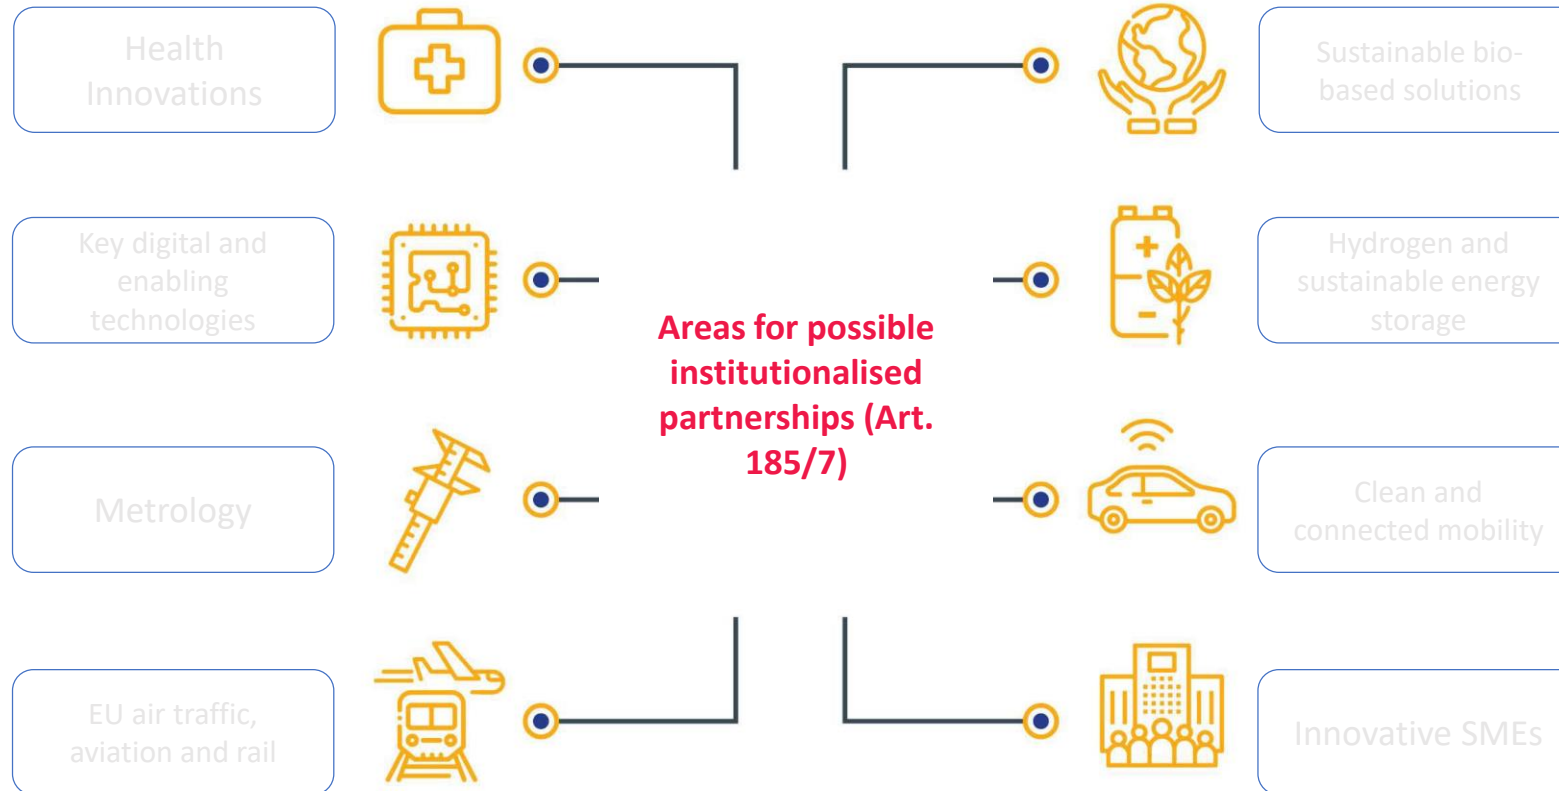 Health
Innovations
Key digital and
enabling
technologies
Metrology
EU air traffic,
aviation and rail
Areas for possible
institutionalised
partnerships (Art.
185/7)
Sustainable bio-
based solutions
Hydrogen and
sustainable energy
storage
Clean and
connected mobility
Innovative SMEs